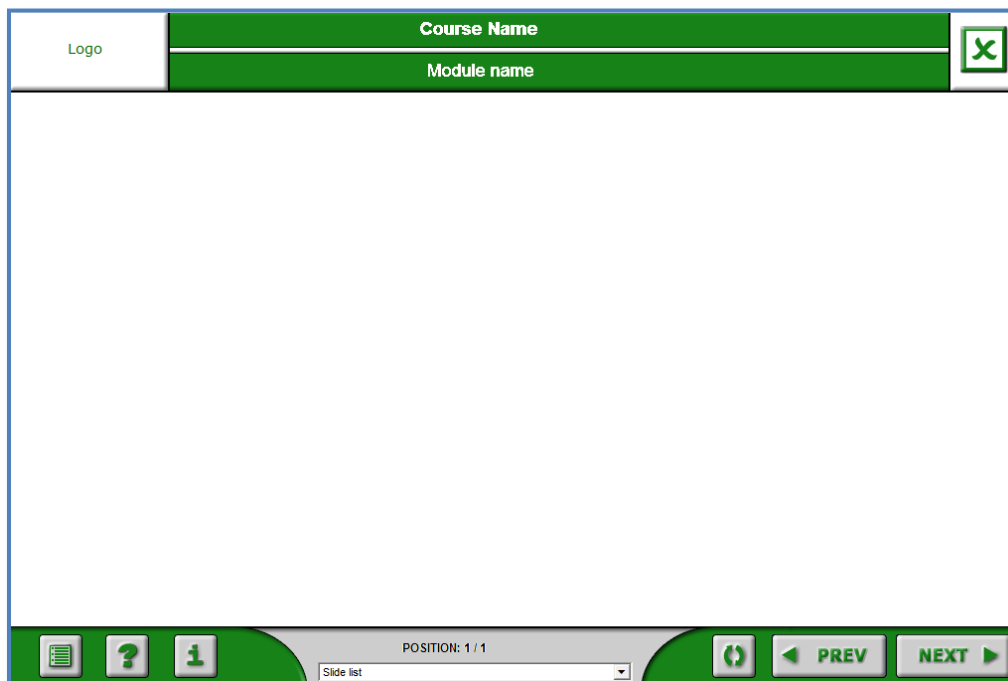 Logo
Course Name
Module name
POSITION: 1 / 1
Slide list
PREV
NEXT